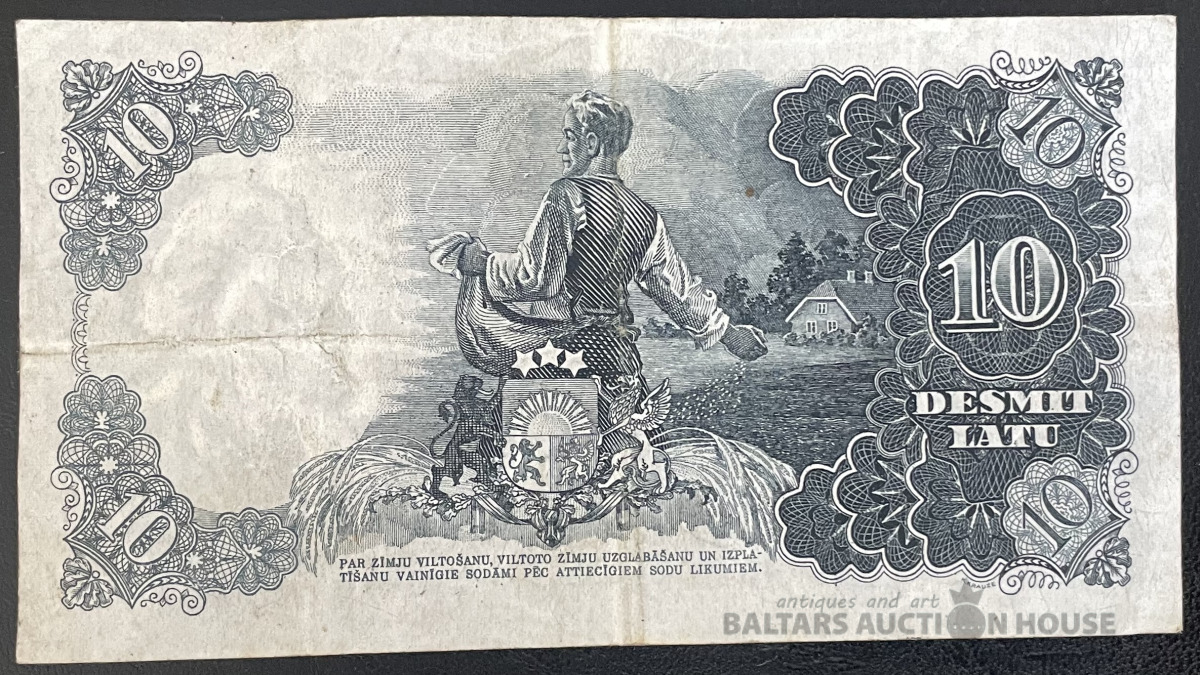 10
10
10
DESMIT
LATU
10
10
PAR ZĪMJU VILTOŠANU, VILTOTO ZĪMJU UZGLABĀŠANU UN IZPLA-
TĪŠANU VAINĪGIE SODĀMI PĒC ATTIECĪGIEM SODU LIKUMIEM.
antiques and art
BALTARS AUCTION HOUSE